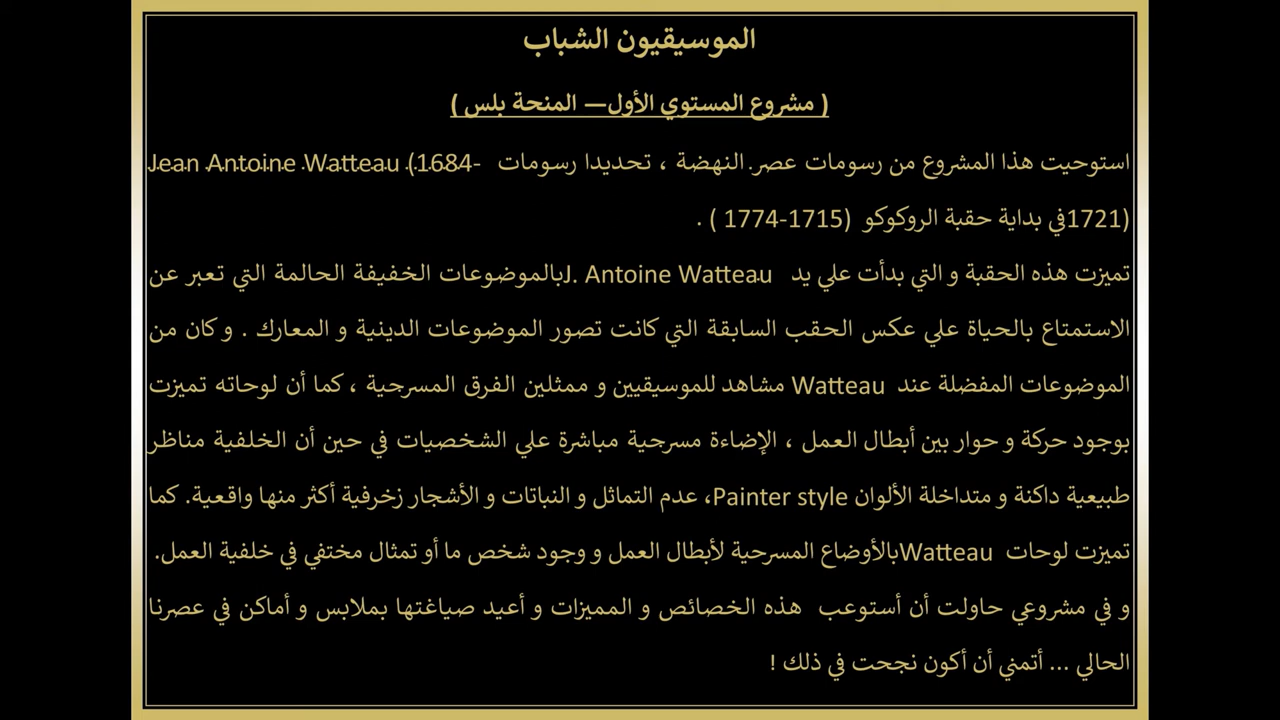 الموسيقيون الشباب
( مشروع المستوي الأول— المنحة بلس )
استوحيت هذا المشروع من رسومات عصر النهضة ، تحديدا رسومات Jean Antoine Watteau (1684-
1721) في بداية حقبة الروكوكو (1715-1774 ) .
تميزت هذه الحقبة و التي بدأت علي يد J. Antoine Watteau بالموضوعات الخفيفة الحالمة التي تعبر عن
الاستمتاع بالحياة علي عكس الحقب السابقة التي كانت تصور الموضوعات الدينية و المعارك . و كان من
الموضوعات المفضلة عند Watteau مشاهد للموسيقيين و ممثلين الفرق المسرحية ، كما أن لوحاته تميزت
بوجود حركة و حوار بين أبطال العمل ، الإضاءة مسرحية مباشرة علي الشخصيات في حين أن الخلفية مناظر
طبيعية داكنة و متداخلة الألوان Painter style، عدم التماثل و النباتات و الأشجار زخرفية أكثر منها واقعية. كما
تميزت لوحات Watteau بالأوضاع المسرحية لأبطال العمل و وجود شخص ما أو تمثال مختفي في خلفية العمل.
و في مشروعي حاولت أن أستوعب هذه الخصائص و المميزات و أعيد صياغتها بملابس و أماكن في عصرنا
الحالي ... أتمني أن أكون نجحت في ذلك !